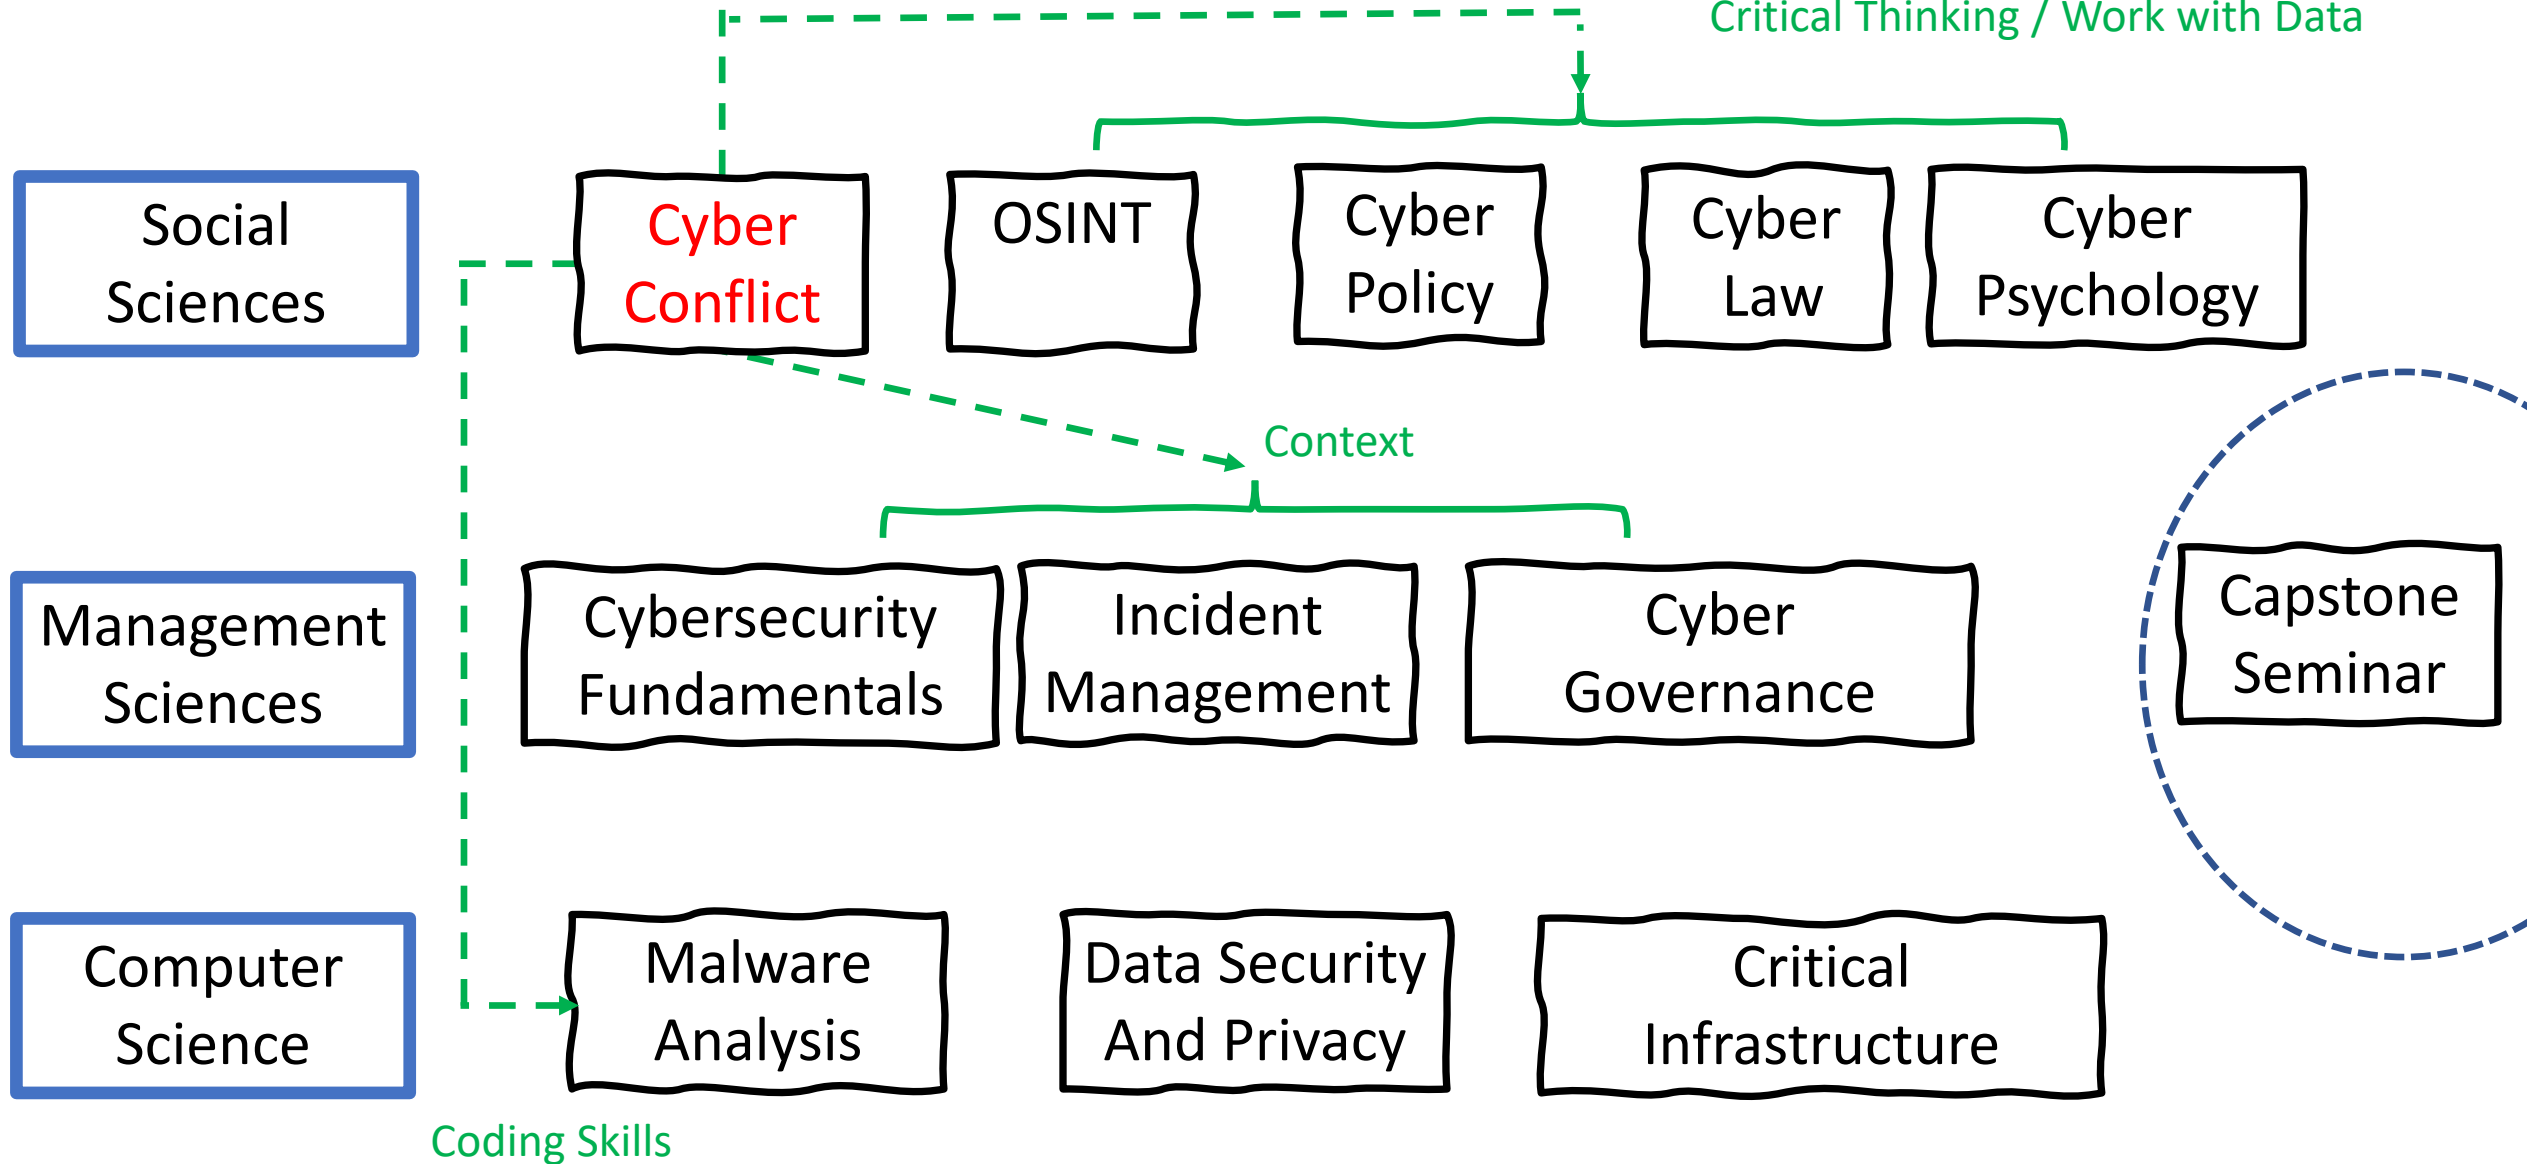 Critical Thinking / Work with Data
Social
Sciences
Cyber
Conflict
OSINT
Cyber
Policy
Cyber
Law
Cyber
Psychology
Context
Management
Sciences
Cybersecurity
Fundamentals
Incident
Management
Cyber
Governance
Capstone
Seminar
Computer
Science
Malware
Analysis
Data Security
And Privacy
Critical
Infrastructure
Coding Skills